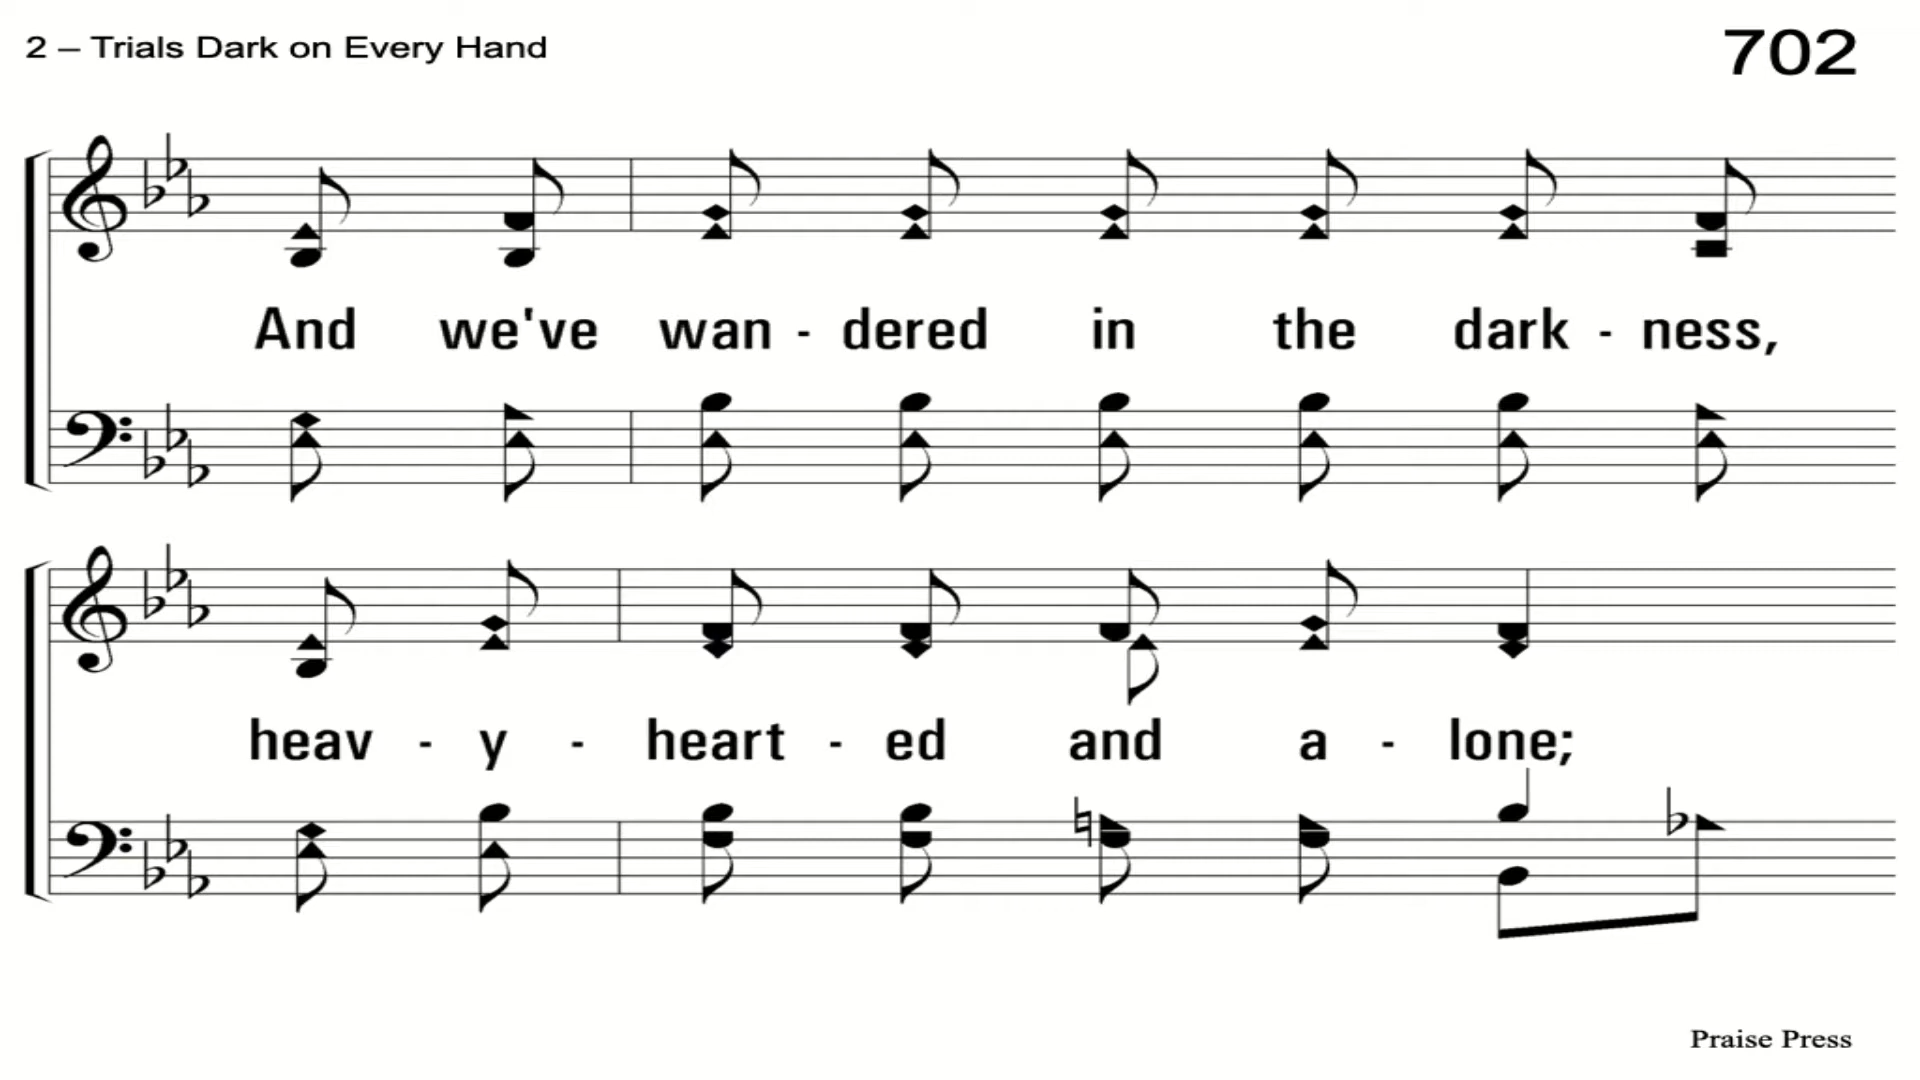 2 – Trials Dark on Every Hand
702
And we've wan - dered in the dark - ness,
heav - y - heart - ed and a - lone;
Praise Press